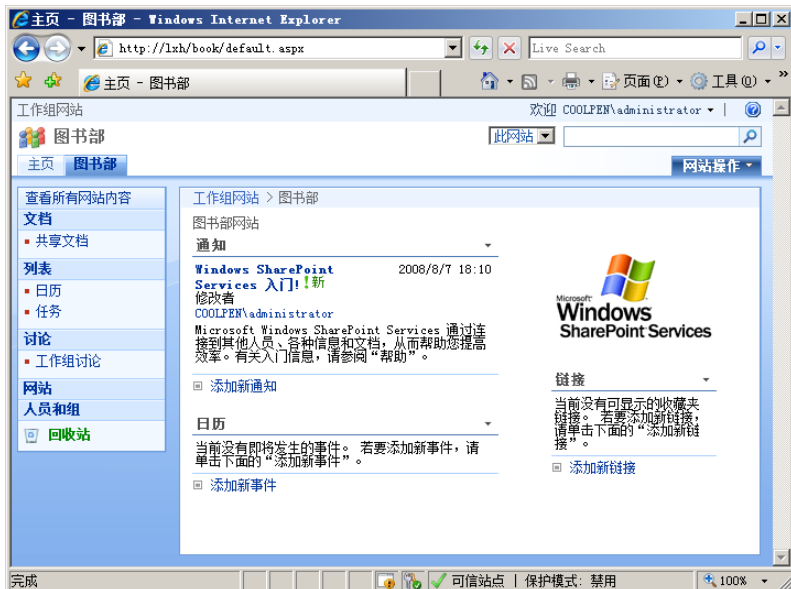 主页 - 图书部 - Windows Internet Explorer
http://lxh/book/default.aspx
Live Search
主页 - 图书部
页面(P)
工具(O)
»
工作组网站
欢迎 COOLPEN\administrator
图书部
此网站
主页
图书部
网站操作
查看所有网站内容
文档
共享文档
列表
日历
任务
讨论
工作组讨论
网站
人员和组
回收站
工作组网站 > 图书部
图书部网站
通知
Windows SharePoint
Services 入门!
!新
2008/8/7 18:10
修改者
COOLPEN\administrator
Microsoft Windows SharePoint Services 通过连
接到其他人员、各种信息和文档，从而帮助您提高
效率。有关入门信息，请参阅“帮助”。
添加新通知
日历
当前没有即将发生的事件。 若要添加新事件，请
单击下面的“添加新事件”。
添加新事件
Microsoft
Windows
SharePoint Services
链接
当前没有可显示的收藏夹
链接。 若要添加新链接，
请单击下面的“添加新链
接”。
添加新链接
完成
可信站点 | 保护模式: 禁用
100%